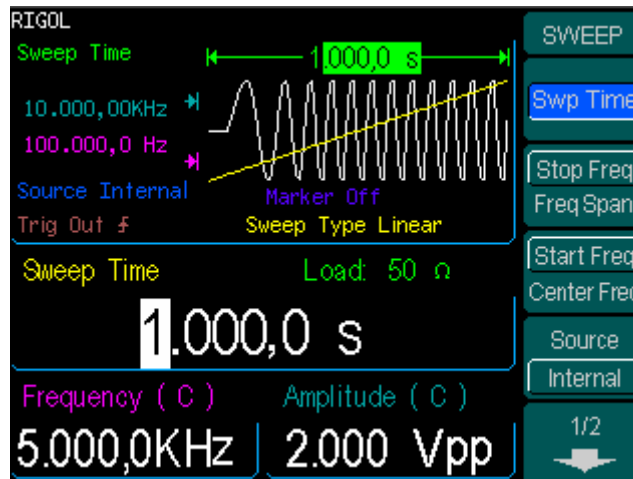 RIGOL
Sweep Time
1.000,0 s
10.000,00KHz
100.000,0 Hz
Source Internal
Marker Off
Trig Out
Sweep Type Linear
Sweep Time
Load: 50 Ω
1.000,0 s
Frequency ( C )
Amplitude ( C )
5.000,0KHz
2.000 Vpp
SWEEP
Swp Time
Stop Freq
Freq Span
Start Freq
Center Freq
Source
Internal
1/2